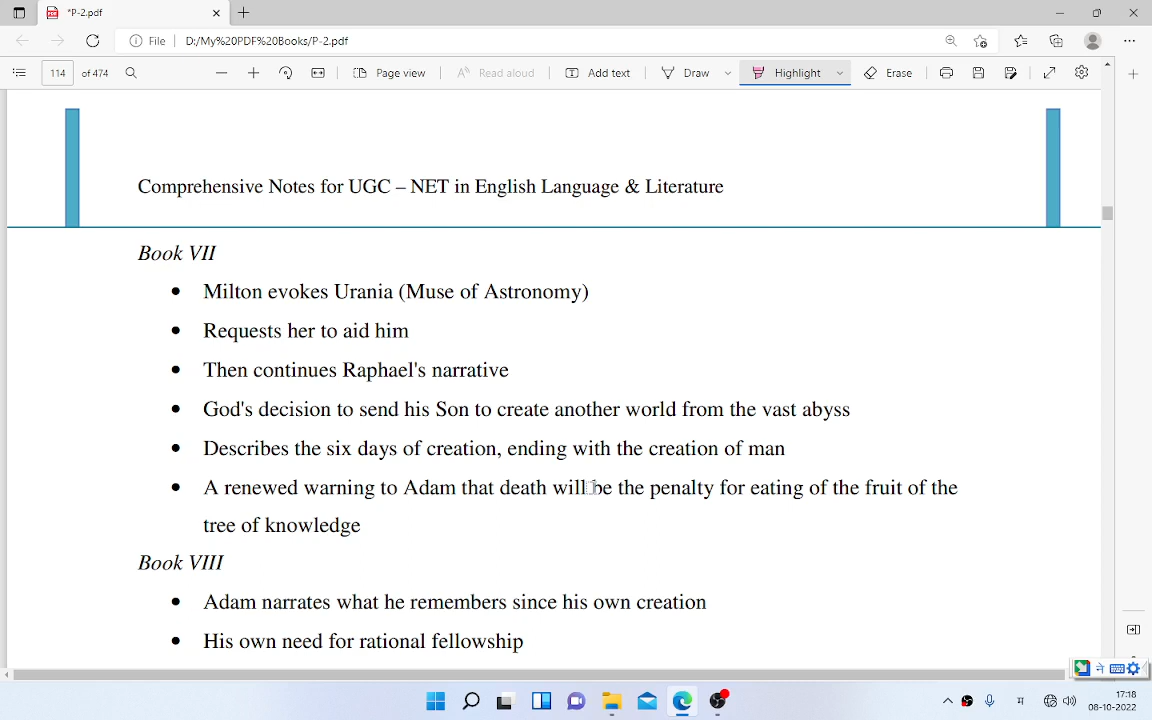 *P-2.pdf
File D:/My%20PDF%20Books/P-2.pdf
114 of 474 Page view Read aloud Add text Draw Highlight Erase
Comprehensive Notes for UGC – NET in English Language & Literature
Book VII
• Milton evokes Urania (Muse of Astronomy)
• Requests her to aid him
• Then continues Raphael's narrative
• God's decision to send his Son to create another world from the vast abyss
• Describes the six days of creation, ending with the creation of man
• A renewed warning to Adam that death will be the penalty for eating of the fruit of the
tree of knowledge
Book VIII
• Adam narrates what he remembers since his own creation
• His own need for rational fellowship
17:18
08-10-2022